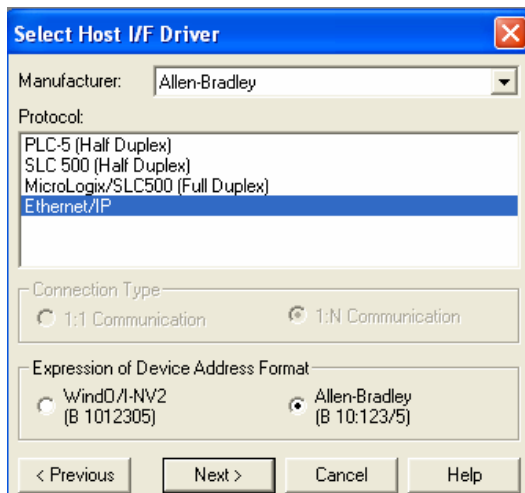 Select Host I/F Driver
Manufacturer: Allen-Bradley
Protocol:
PLC-5 (Half Duplex)
SLC 500 (Half Duplex)
MicroLogix/SLC500 (Full Duplex)
Ethernet/IP
Connection Type
1:1 Communication 1:N Communication
Expression of Device Address Format
WindO/I-NV2 Allen-Bradley
(B 1012305) (B 10:123/5)
< Previous Next > Cancel Help